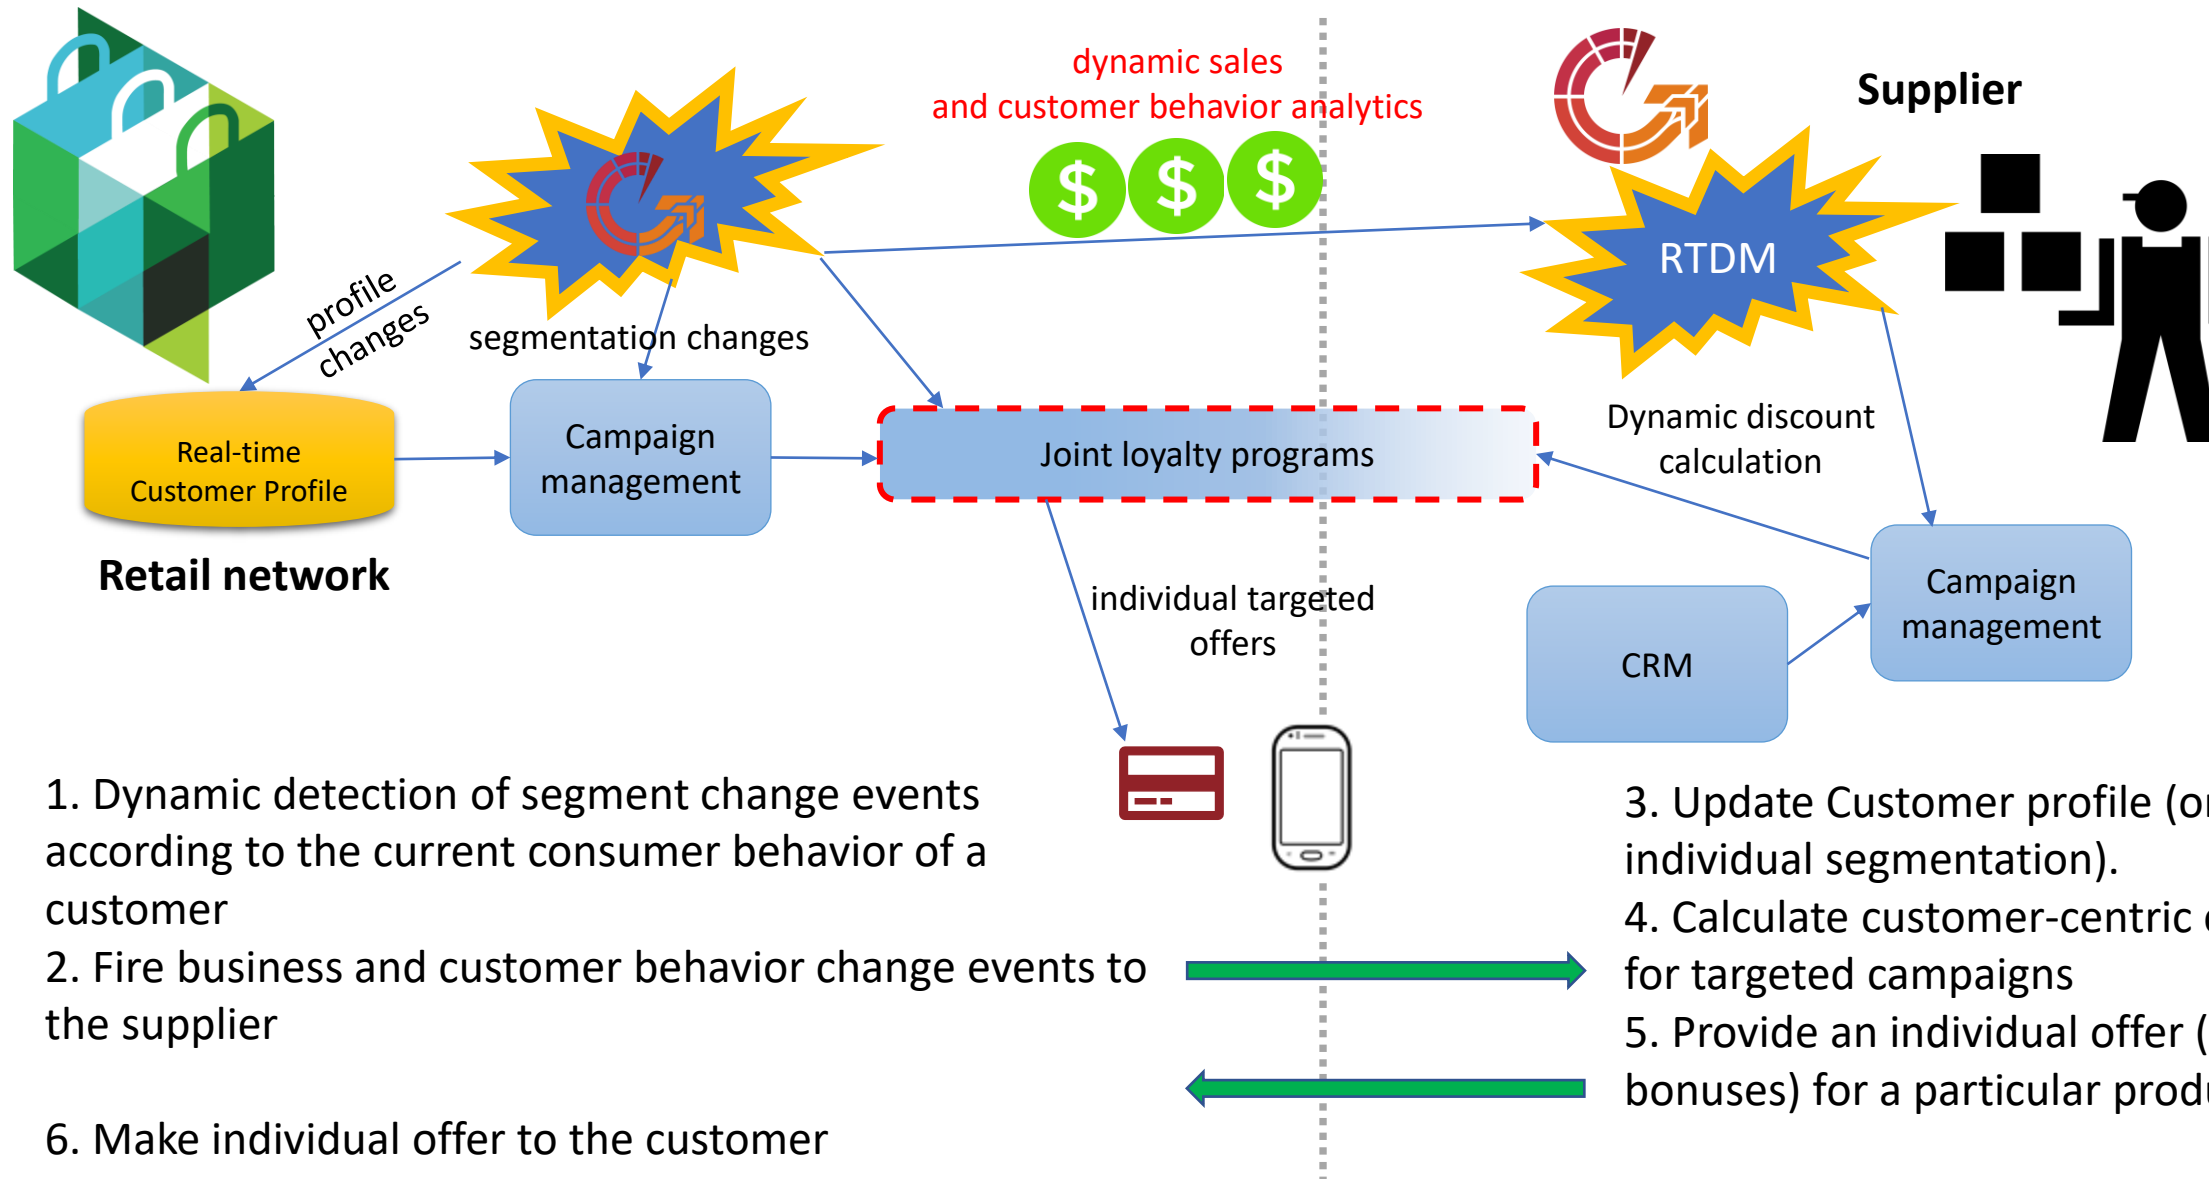 dynamic sales
and customer behavior analytics
Supplier
$ $ $
RTDM
profile
changes
segmentation changes
Real-time
Customer Profile
Campaign
management
Joint loyalty programs
Dynamic discount
calculation
Retail network
individual targeted
offers
Campaign
management
CRM
1. Dynamic detection of segment change events
according to the current consumer behavior of a
customer
2. Fire business and customer behavior change events to
the supplier
6. Make individual offer to the customer
3. Update Customer profile (or
individual segmentation).
4. Calculate customer-centric
for targeted campaigns
5. Provide an individual offer (
bonuses) for a particular